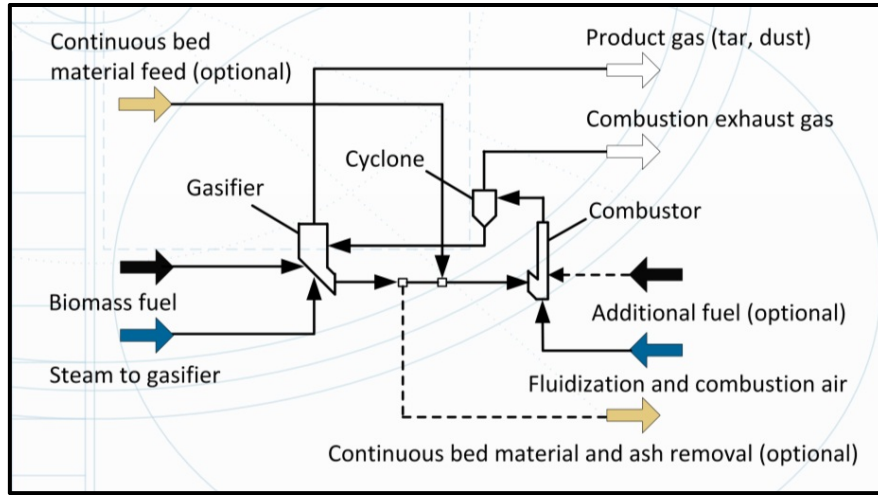 Continuous bed
material feed (optional)
Product gas (tar, dust)
Combustion exhaust gas
Cyclone
Gasifier
Combustor
Biomass fuel
Additional fuel (optional)
Steam to gasifier
Fluidization and combustion air
Continuous bed material and ash removal (optional)